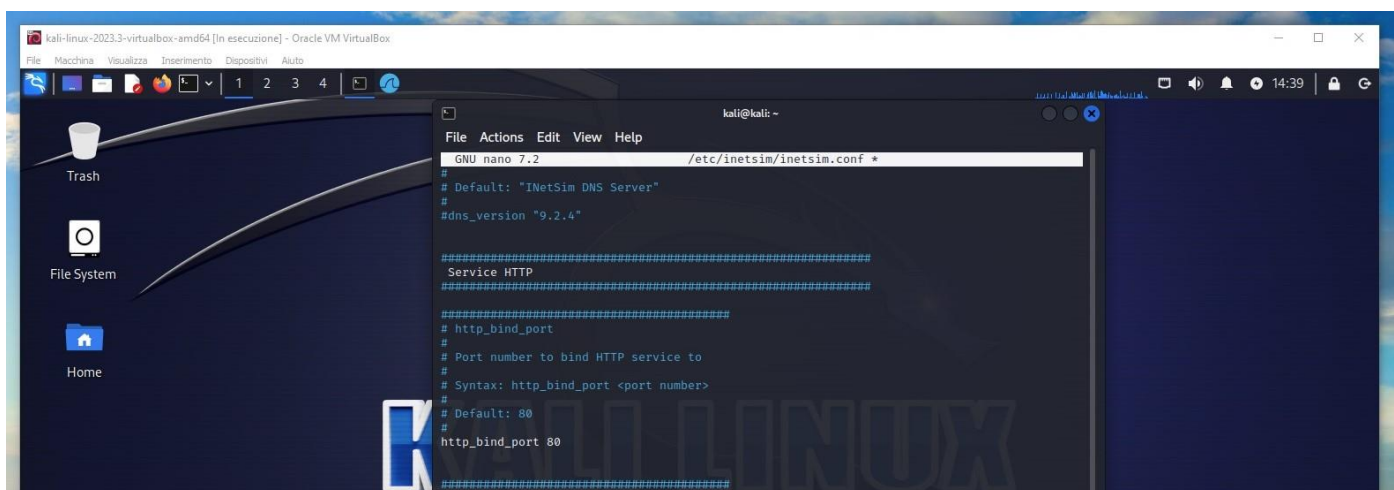 kali-linux-2023.3-virtualbox-amd64 [In esecuzione] - Oracle VM VirtualBox
File Macchina Visualizza Inserimento Dispositivi Aiuto
1 2 3 4
14:39
kali@kali: ~
File Actions Edit View Help
GNU nano 7.2 /etc/inetsim/inetsim.conf *
#
# Default: "INetSim DNS Server"
#
#dns_version "9.2.4"
#############################################################
Service HTTP
#############################################################
#########################################
# http_bind_port
#
# Port number to bind HTTP service to
#
# Syntax: http_bind_port <port number>
#
# Default: 80
#
http_bind_port 80
#########################################
Trash
File System
Home
KALI LINUX